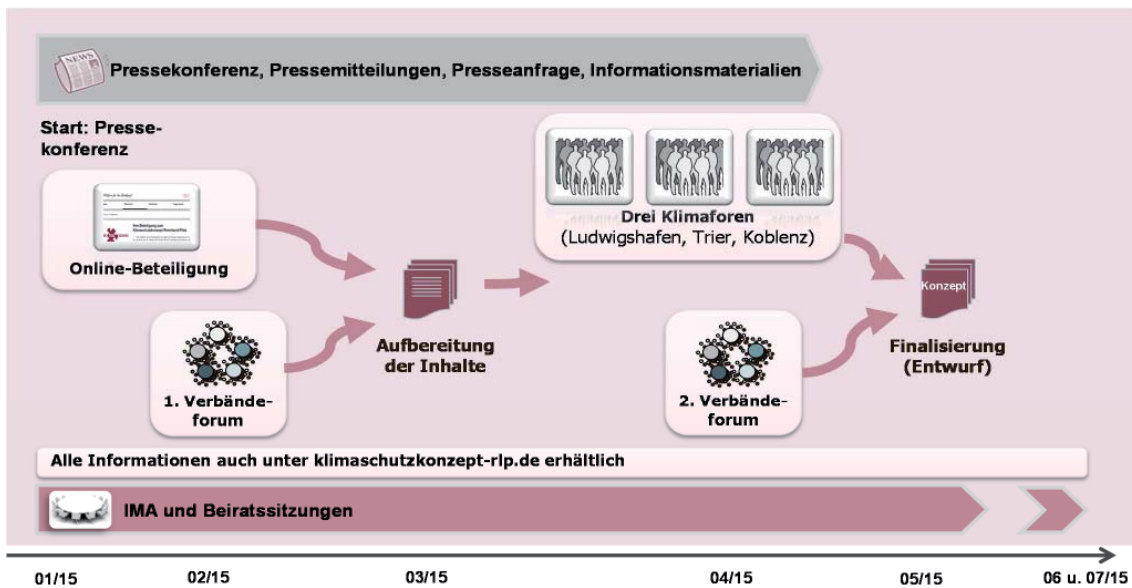 NEWS
Pressekonferenz, Pressemitteilungen, Presseanfrage, Informationsmaterialien
Start: Presse-
konferenz
Online-Beteiligung
1. Verbände-
forum
Aufbereitung
der Inhalte
Drei Klimaforen
(Ludwigshafen, Trier, Koblenz)
2. Verbände-
forum
Konzept
Finalisierung
(Entwurf)
Alle Informationen auch unter klimaschutzkonzept-rlp.de erhältlich
IMA und Beiratssitzungen
01/15 02/15 03/15 04/15 05/15 06 u. 07/15